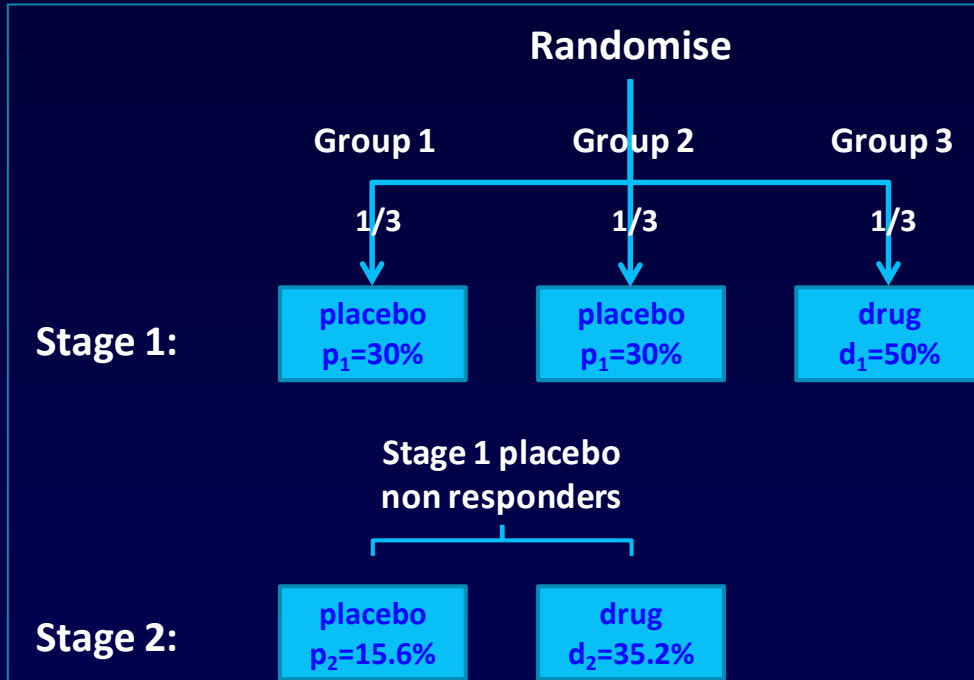 Randomise
Group 1 Group 2 Group 3
1/3 1/3 1/3
Stage 1:
placebo
p₁=30%
placebo
p₁=30%
drug
d₁=50%
Stage 1 placebo
non responders
Stage 2:
placebo
p₂=15.6%
drug
d₂=35.2%